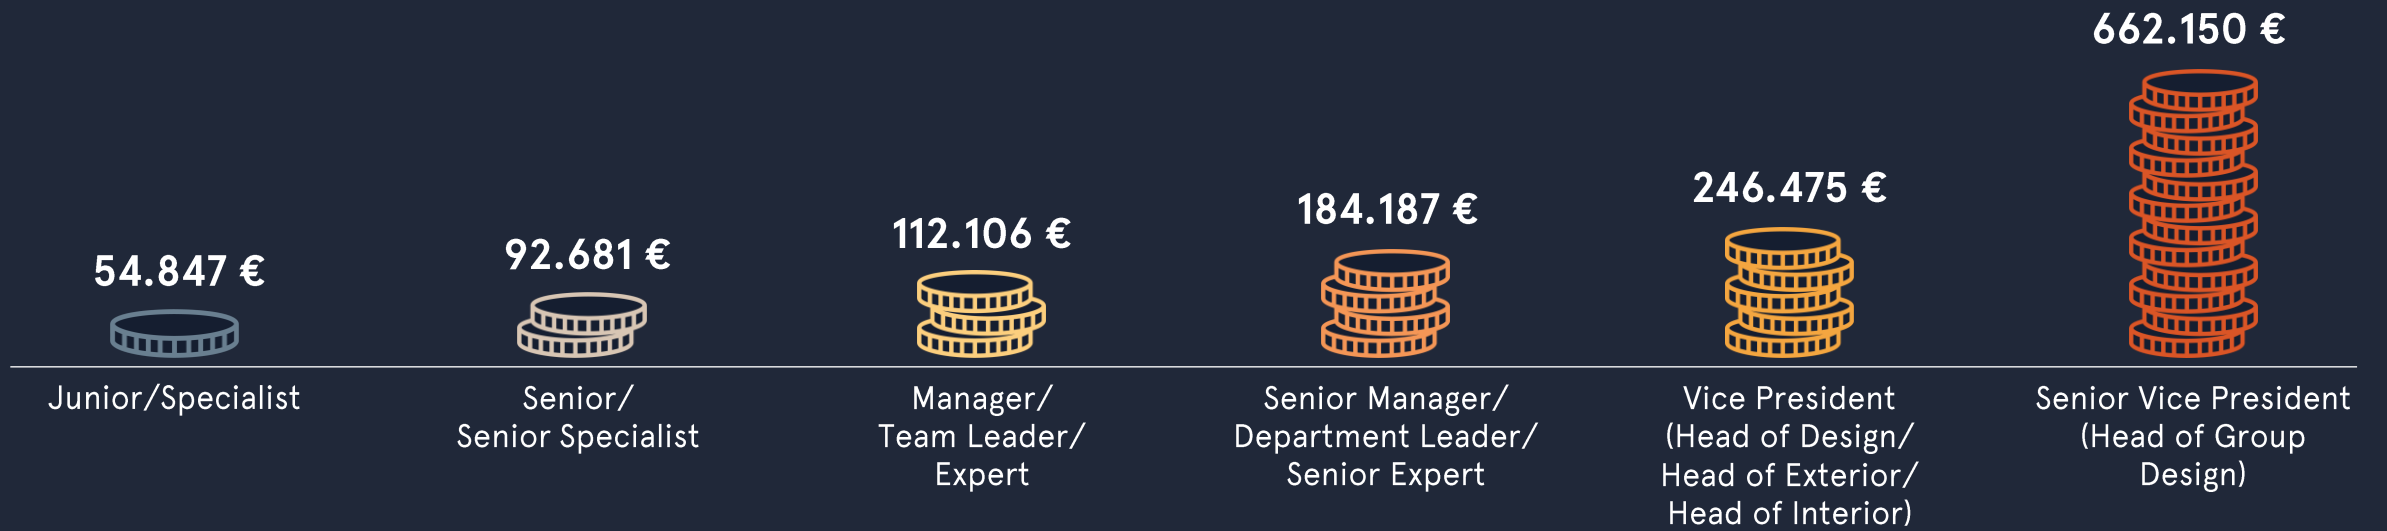 662.150 €
246.475 €
184.187 €
112.106 €
92.681 €
54.847 €
Junior/Specialist
Senior/
Senior Specialist
Manager/
Team Leader/
Expert
Senior Manager/
Department Leader/
Senior Expert
Vice President
(Head of Design/
Head of Exterior/
Head of Interior)
Senior Vice President
(Head of Group
Design)